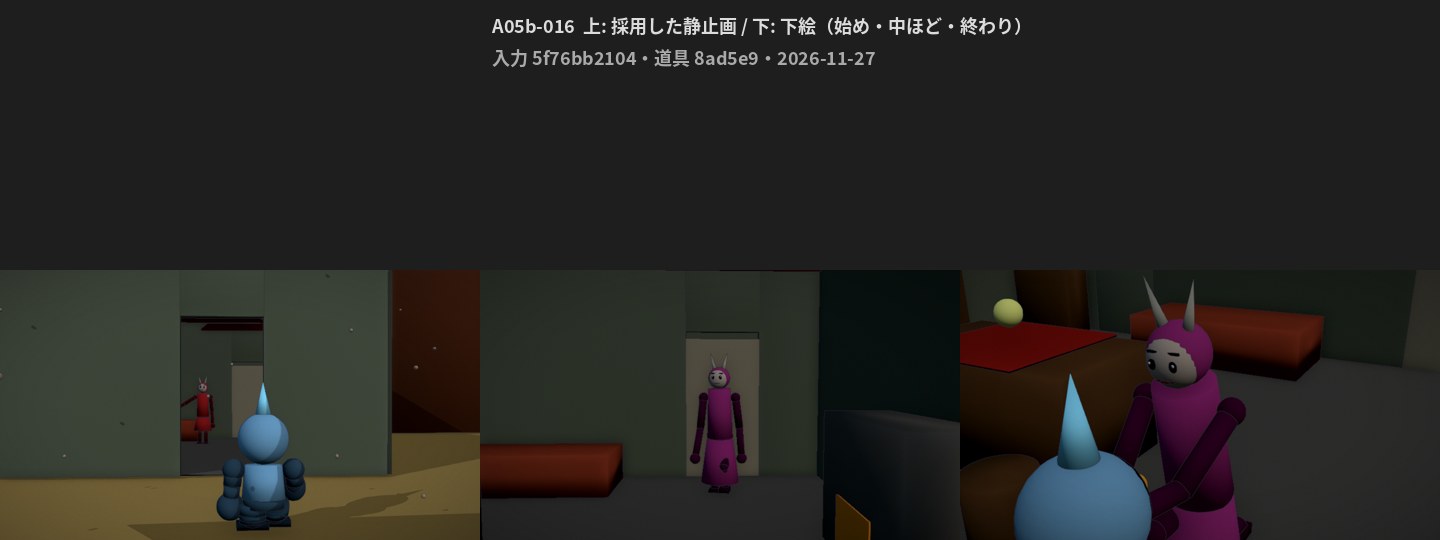 A05b-016 上: 採用した静止画 / 下: 下絵（始め・中ほど・終わり）
入力 5f76bb2104・道具 8ad5e9・2026-11-27